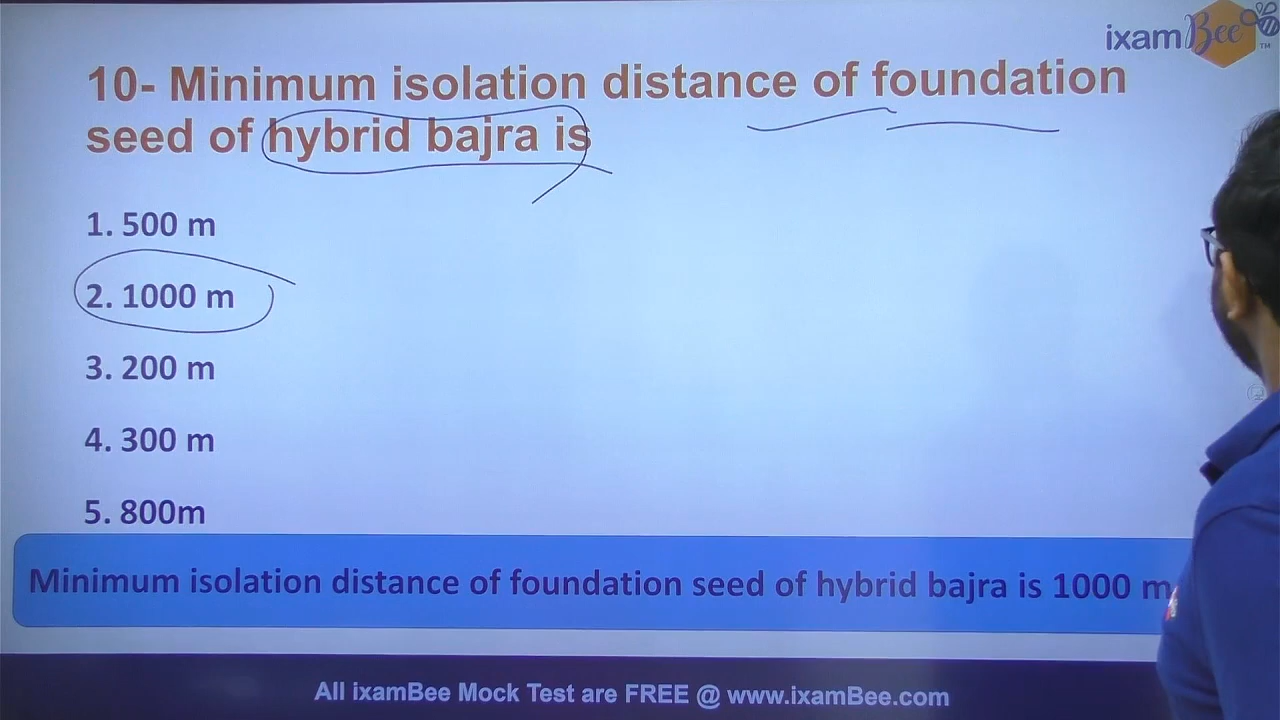 ixamBee™
10- Minimum isolation distance of foundation
seed of hybrid bajra is
1. 500 m
2. 1000 m
3. 200 m
4. 300 m
5. 800m
Minimum isolation distance of foundation seed of hybrid bajra is 1000 m
All ixamBee Mock Test are FREE @ www.ixamBee.com